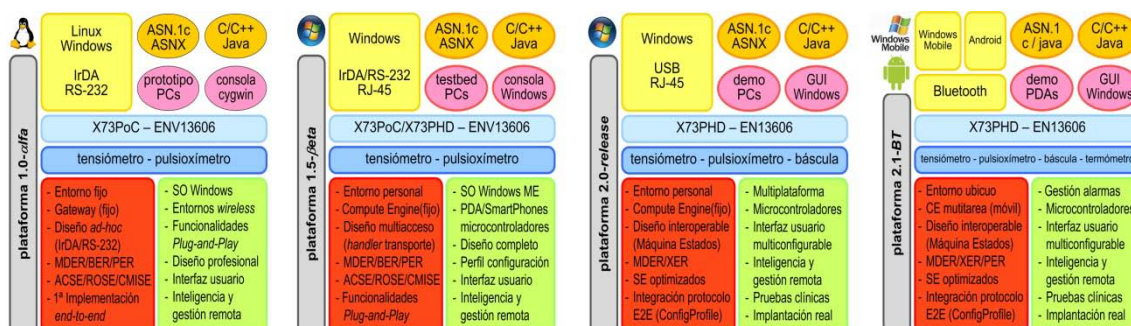 plataforma 1.0-alfa
Linux
Windows
IrDA
RS-232
ASN.1c
ASNX
C/C++
Java
prototipo
PCs
consola
cygwin
X73PoC – ENV13606
tensiómetro - pulsioxímetro
- Entorno fijo
- Gateway (fijo)
- Diseño ad-hoc
(IrDA/RS-232)
- MDER/BER/PER
- ACSE/ROSE/CMISE
- 1ª Implementación
end-to-end
- SO Windows
- Entornos wireless
- Funcionalidades
Plug-and-Play
- Diseño profesional
- Interfaz usuario
- Inteligencia y
gestión remota
plataforma 1.5-βeta
Windows
IrDA/RS-232
RJ-45
ASN.1c
ASNX
C/C++
Java
testbed
PCs
consola
Windows
X73PoC/X73PHD – ENV13606
tensiómetro - pulsioxímetro
- Entorno personal
- Compute Engine(fijo)
- Diseño multiacceso
(handler transporte)
- MDER/BER/PER
- ACSE/ROSE/CMISE
- Funcionalidades
Plug-and-Play
- SO Windows ME
- PDA/SmartPhones
microcontroladores
- Diseño completo
- Perfil configuración
- Interfaz usuario
- Inteligencia y
gestión remota
plataforma 2.0-release
Windows
USB
RJ-45
ASN.1c
ASNX
C/C++
Java
demo
PCs
GUI
Windows
X73PHD – EN13606
tensiómetro - pulsioxímetro - báscula
- Entorno personal
- Compute Engine(fijo)
- Diseño interoperable
(Máquina Estados)
- MDER/XER
- SE optimizados
- Integración protocolo
E2E (ConfigProfile)
- Multiplataforma
- Microcontroladores
- Interfaz usuario
multiconfigurable
- Inteligencia y
gestión remota
- Pruebas clínicas
- Implantación real
plataforma 2.1-BT
Windows
Mobile
Windows
Mobile
Android
Bluetooth
ASN.1
c / java
C/C++
Java
demo
PDAs
GUI
Windows
X73PHD – EN13606
tensiómetro - pulsioxímetro - báscula - termómetro
- Entorno ubicuo
- CE mutitarea (móvil)
- Diseño interoperable
(Máquina Estados)
- MDER/XER/PER
- SE optimizados
- Integración protocolo
E2E (ConfigProfile)
- Gestión alarmas
- Microcontroladores
- Interfaz usuario
multiconfigurable
- Inteligencia y
gestión remota
- Pruebas clínicas
- Implantación real